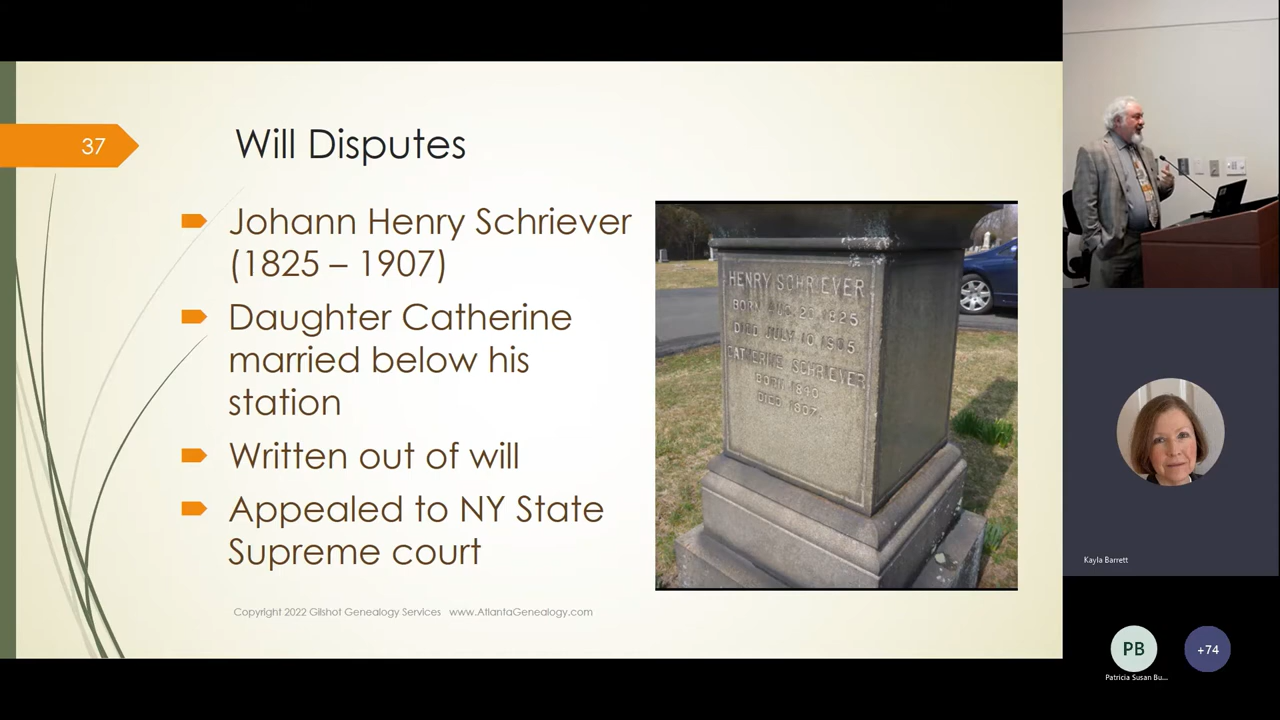 37
Will Disputes
Johann Henry Schriever
(1825 – 1907)
Daughter Catherine
married below his
station
Written out of will
Appealed to NY State
Supreme court
HENRY SCHRIEVER
BORN AUG. 27, 1825
DIED JULY 10, 1905
CATHERINE SCHRIEVER
BORN 1840
DIED 1907
Copyright 2022 Gilshot Genealogy Services www.AtlantaGenealogy.com
Kayla Barrett
PB
+74
Patricia Susan Bu...